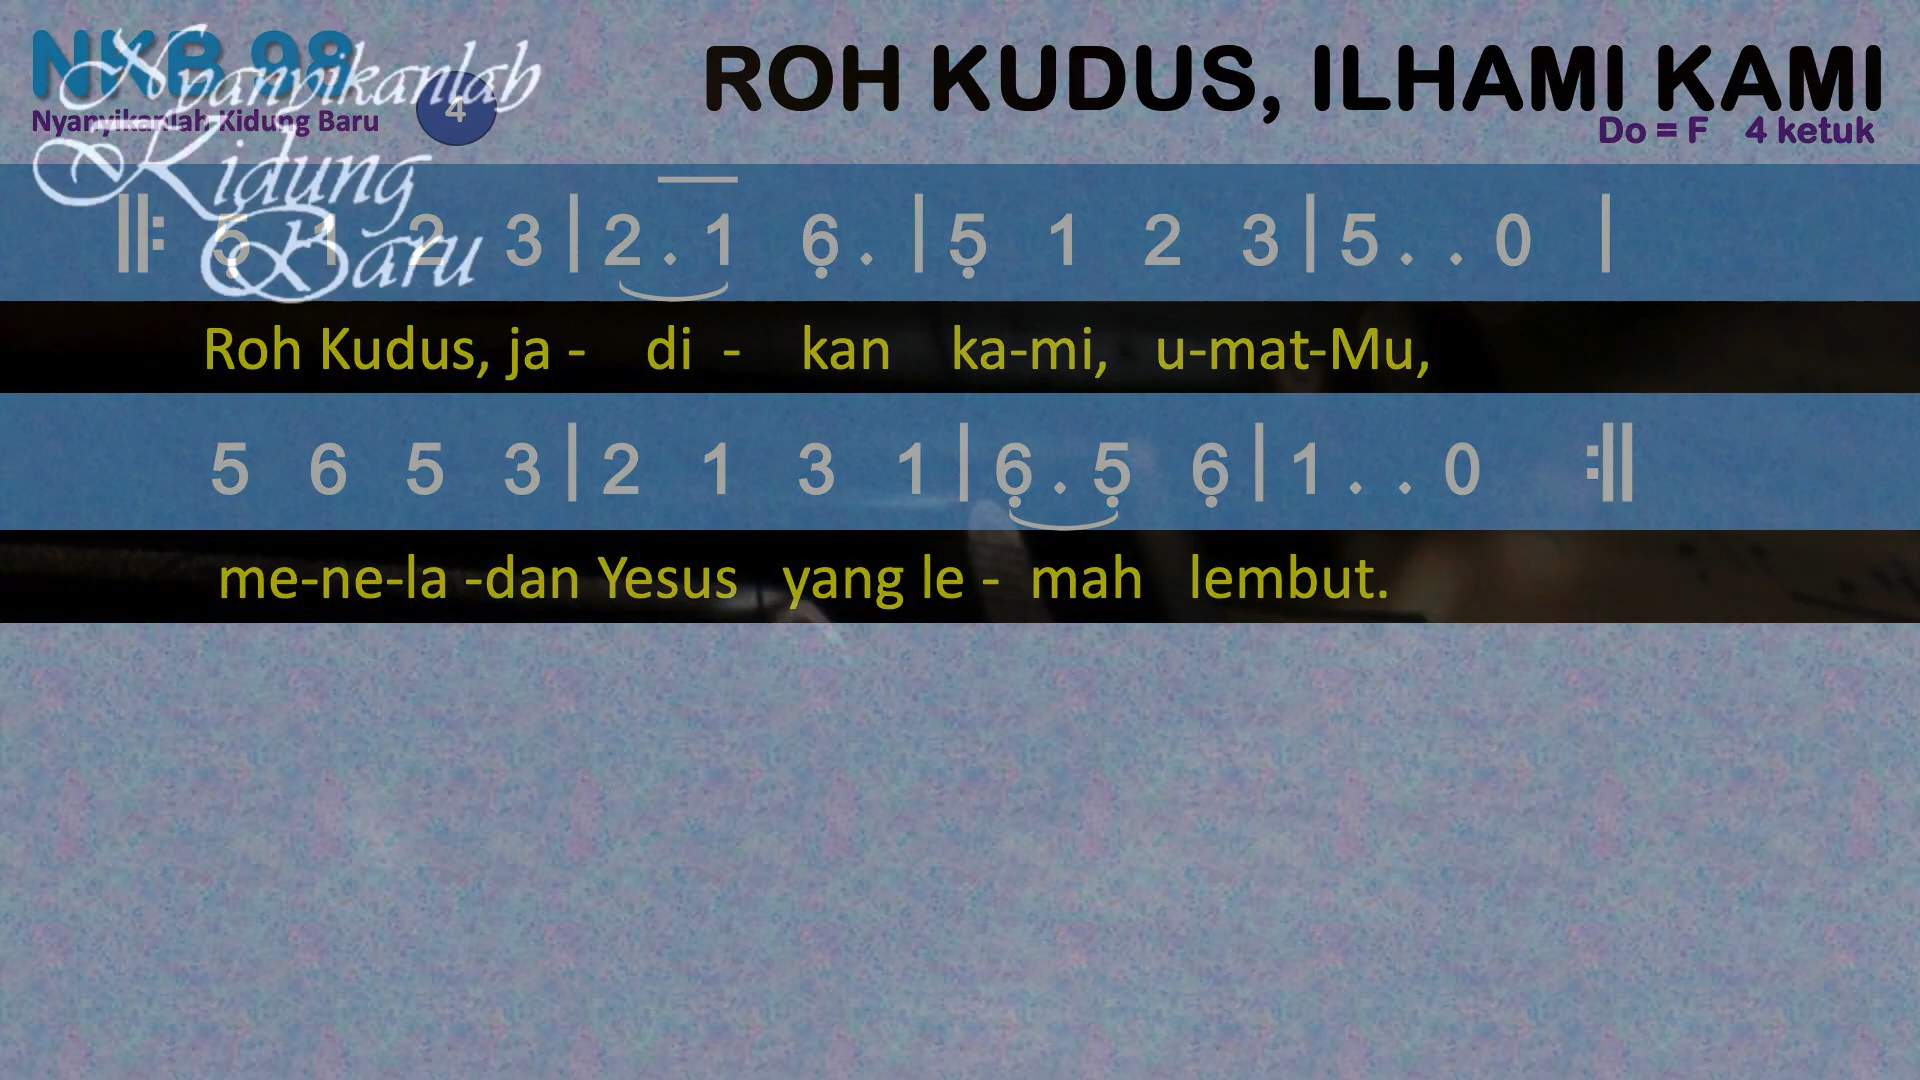 NKB 98
Nyanyikanlah Kidung Baru
4
Nyanyikanlah
Kidung
Baru
ROH KUDUS, ILHAMI KAMI
Do = F 4 ketuk
‖: 5̣ 1 2 3 | 2 . 1 6̣ . | 5̣ 1 2 3 | 5 . . 0 |
Roh Kudus, ja - di - kan ka-mi, u-mat-Mu,
5 6 5 3 | 2 1 3 1 | 6̣ . 5̣ 6̣ | 1 . . 0 :‖
me-ne-la -dan Yesus yang le - mah lembut.